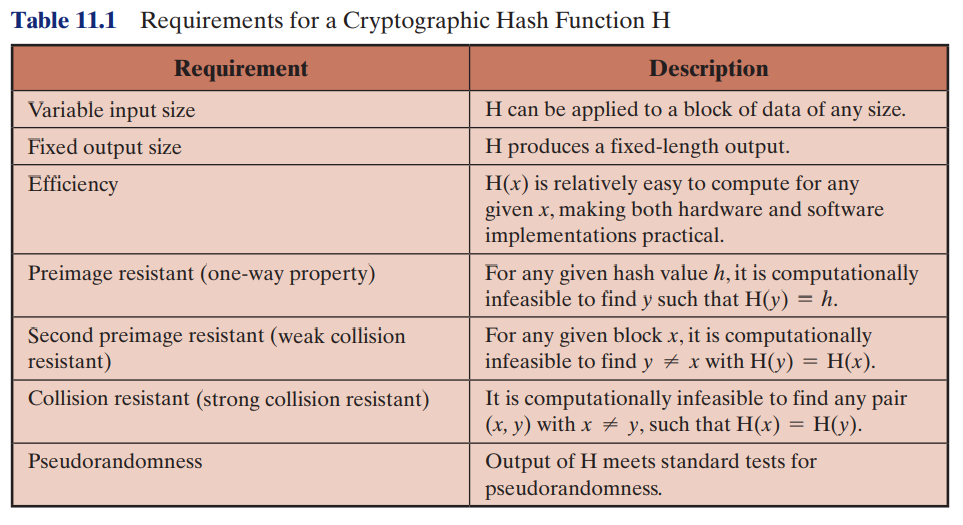 Table 11.1 Requirements for a Cryptographic Hash Function H
Requirement Description
Variable input size H can be applied to a block of data of any size.
Fixed output size H produces a fixed-length output.
Efficiency H(x) is relatively easy to compute for any
given x, making both hardware and software
implementations practical.
Preimage resistant (one-way property) For any given hash value h, it is computationally
infeasible to find y such that H(y) = h.
Second preimage resistant (weak collision For any given block x, it is computationally
resistant) infeasible to find y ≠ x with H(y) = H(x).
Collision resistant (strong collision resistant) It is computationally infeasible to find any pair
(x, y) with x ≠ y, such that H(x) = H(y).
Pseudorandomness Output of H meets standard tests for
pseudorandomness.